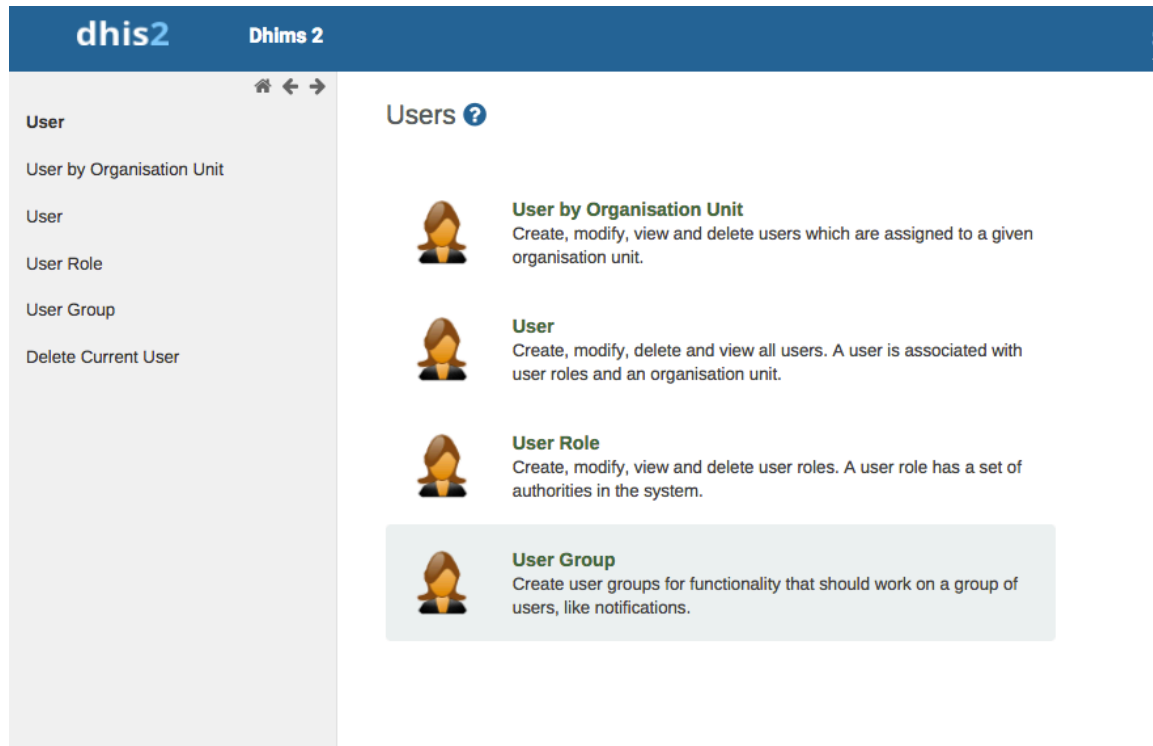 dhis2
Dhims 2
User
User by Organisation Unit
User
User Role
User Group
Delete Current User
Users ?
User by Organisation Unit
Create, modify, view and delete users which are assigned to a given
organisation unit.
User
Create, modify, delete and view all users. A user is associated with
user roles and an organisation unit.
User Role
Create, modify, view and delete user roles. A user role has a set of
authorities in the system.
User Group
Create user groups for functionality that should work on a group of
users, like notifications.